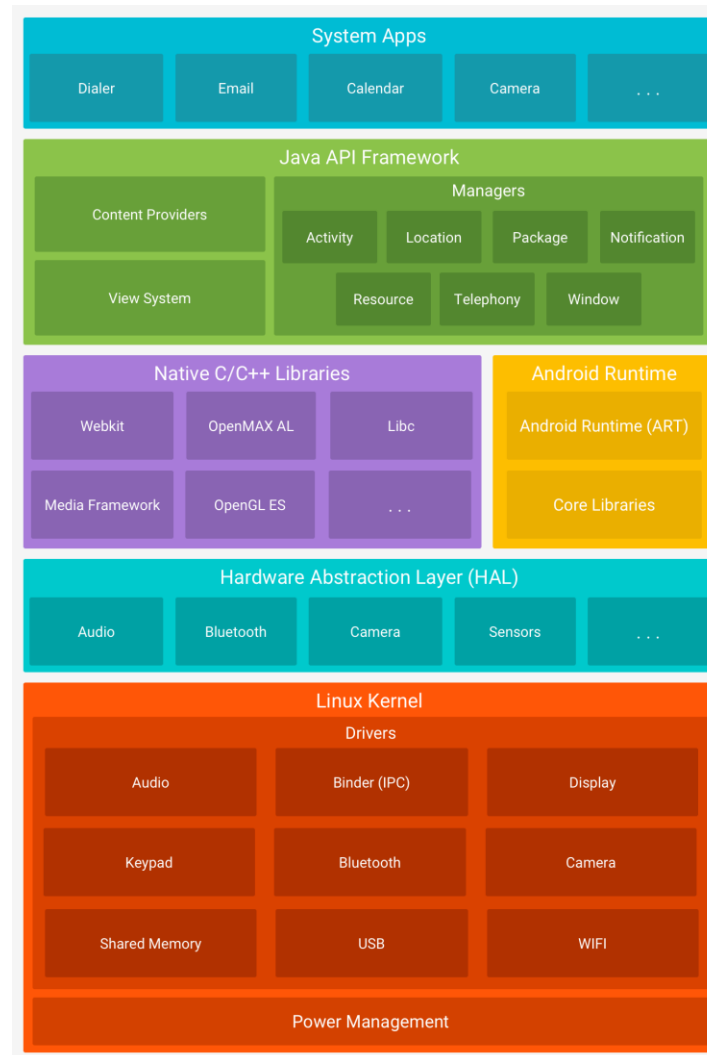 System Apps
Dialer
Email
Calendar
Camera
. . .
Java API Framework
Content Providers
View System
Managers
Activity
Location
Package
Notification
Resource
Telephony
Window
Native C/C++ Libraries
Webkit
OpenMAX AL
Libc
Media Framework
OpenGL ES
. . .
Android Runtime
Android Runtime (ART)
Core Libraries
Hardware Abstraction Layer (HAL)
Audio
Bluetooth
Camera
Sensors
. . .
Linux Kernel
Drivers
Audio
Binder (IPC)
Display
Keypad
Bluetooth
Camera
Shared Memory
USB
WIFI
Power Management